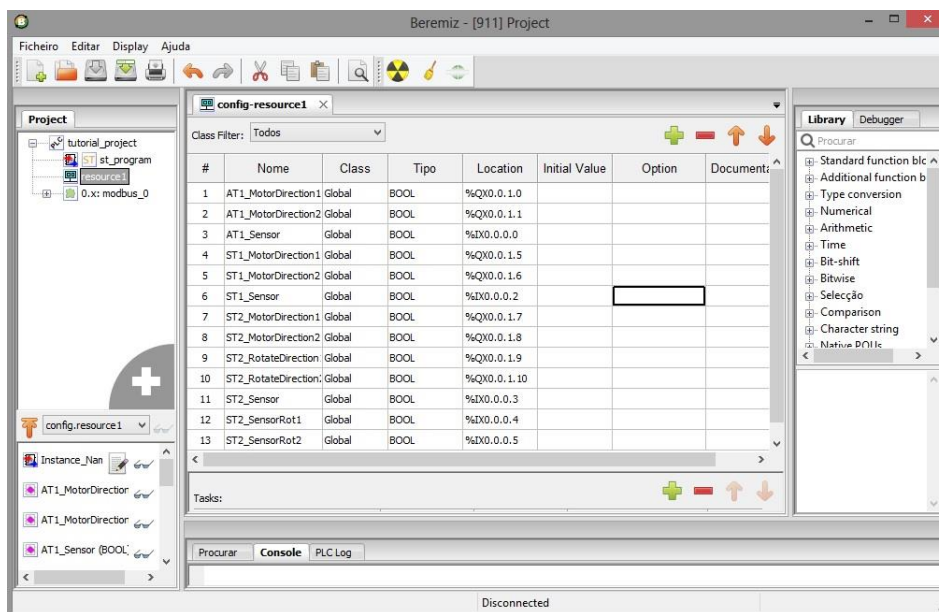 Beremiz - [911] Project
Ficheiro Editar Display Ajuda
Project
tutorial_project
ST st_program
resource1
0.x: modbus_0
config.resource1
Instance_Nan
AT1_MotorDirection
AT1_MotorDirection
AT1_Sensor (BOOL)
config-resource1
Class Filter: Todos
# Nome Class Tipo Location Initial Value Option Documenta
1 AT1_MotorDirection1 Global BOOL %QX0.0.1.0
2 AT1_MotorDirection2 Global BOOL %QX0.0.1.1
3 AT1_Sensor Global BOOL %IX0.0.0.0
4 ST1_MotorDirection1 Global BOOL %QX0.0.1.5
5 ST1_MotorDirection2 Global BOOL %QX0.0.1.6
6 ST1_Sensor Global BOOL %IX0.0.0.2
7 ST2_MotorDirection1 Global BOOL %QX0.0.1.7
8 ST2_MotorDirection2 Global BOOL %QX0.0.1.8
9 ST2_RotateDirection Global BOOL %QX0.0.1.9
10 ST2_RotateDirection Global BOOL %QX0.0.1.10
11 ST2_Sensor Global BOOL %IX0.0.0.3
12 ST2_SensorRot1 Global BOOL %IX0.0.0.4
13 ST2_SensorRot2 Global BOOL %IX0.0.0.5
Tasks:
Procurar Console PLC Log
Library Debugger
Procurar
Standard function blc
Additional function b
Type conversion
Numerical
Arithmetic
Time
Bit-shift
Bitwise
Selecção
Comparison
Character string
Native POUs
Disconnected